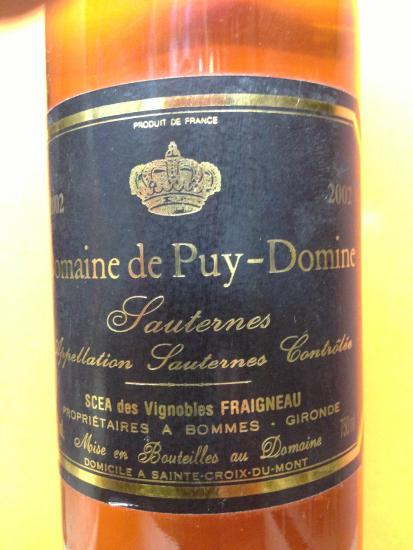 PRODUIT DE FRANCE
2002 2002
Domaine de Puy-Domine
Sauternes
Appellation Sauternes Contrôlée
SCEA des Vignobles FRAIGNEAU
PROPRIÉTAIRES A BOMMES - GIRONDE
Mise en Bouteilles au Domaine
DOMICILE A SAINTE-CROIX-DU-MONT